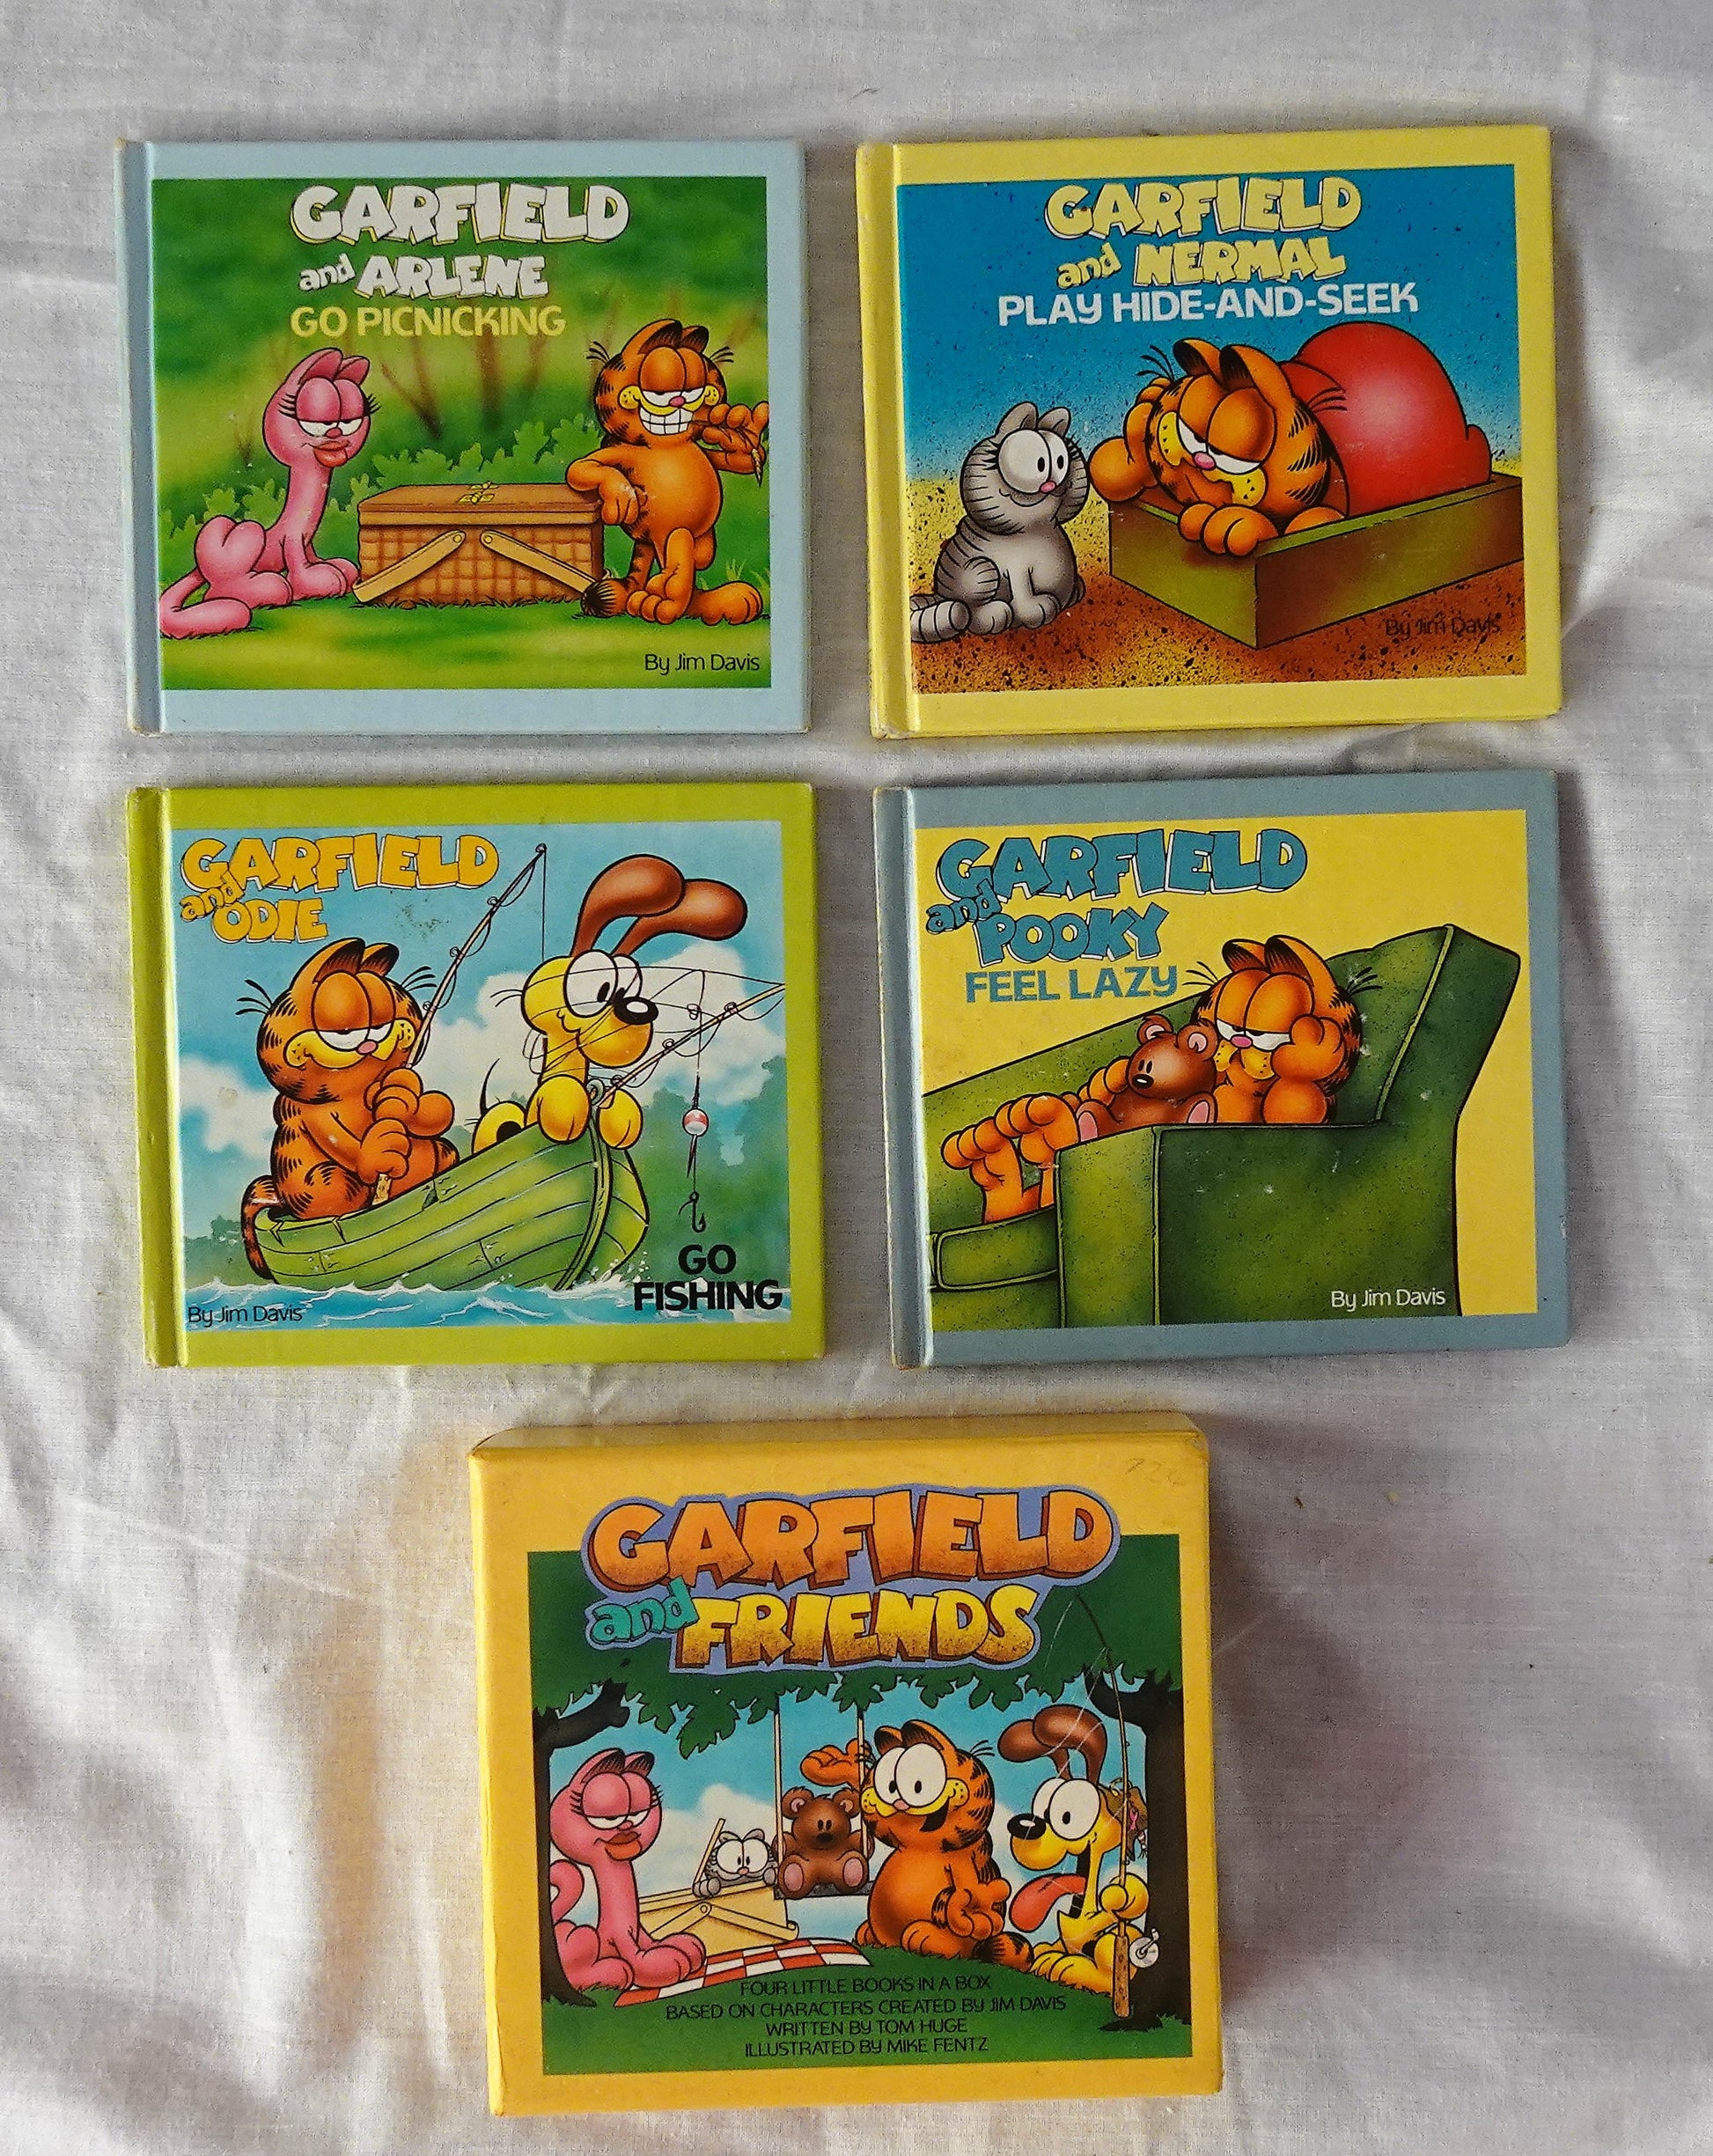 GARFIELD
and ARLENE
GO PICNICKING
By Jim Davis
GARFIELD
and NERMAL
PLAY HIDE-AND-SEEK
By Jim Davis
GARFIELD
and ODIE
GO
FISHING
By Jim Davis
GARFIELD
and POOKY
FEEL LAZY
By Jim Davis
GARFIELD
and FRIENDS
FOUR LITTLE BOOKS IN A BOX
BASED ON CHARACTERS CREATED BY JIM DAVIS
WRITTEN BY TOM HUGE
ILLUSTRATED BY MIKE FENTZ